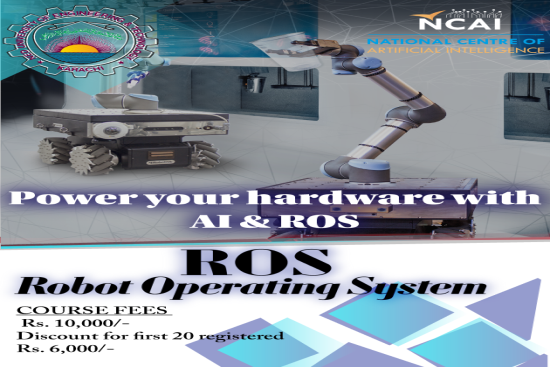 KARACHI
NCAI
NATIONAL CENTRE OF
ARTIFICIAL INTELLIGENCE
Power your hardware with
AI & ROS
ROS
Robot Operating System
COURSE FEES
Rs. 10,000/-
Discount for first 20 registered
Rs. 6,000/-